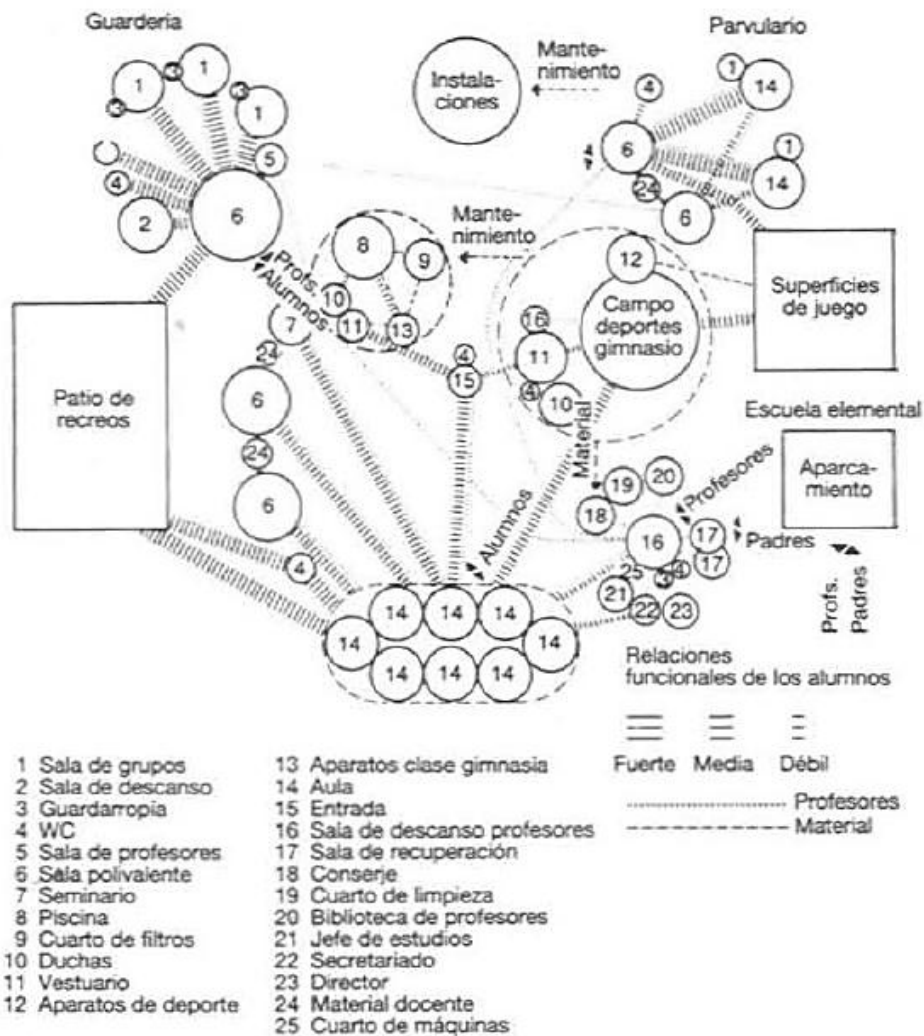 Guardería
Parvulario
3
1
3
1
3
1
5
4
2
6
Instala-
ciones
Mante-
nimiento
4
1
14
6
1
14
24
6
Mante-
nimiento
Profs.
Alumnos
8
9
10
11
13
7
12
Campo
deportes
gimnasio
16
11
4
10
Superficies
de juego
4
15
Patio de
recreos
24
6
24
6
4
Material
Alumnos
Escuela elemental
Aparca-
miento
20
19
18
Profesores
16
17
17
Padres
Profs.
Padres
25
3
4
21
22
23
14
14
14
14
14
14
14
14
Relaciones
funcionales de los alumnos
Fuerte Media Débil
Profesores
Material
1 Sala de grupos
2 Sala de descanso
3 Guardarropia
4 WC
5 Sala de profesores
6 Sala polivalente
7 Seminario
8 Piscina
9 Cuarto de filtros
10 Duchas
11 Vestuario
12 Aparatos de deporte
13 Aparatos clase gimnasia
14 Aula
15 Entrada
16 Sala de descanso profesores
17 Sala de recuperación
18 Conserje
19 Cuarto de limpieza
20 Biblioteca de profesores
21 Jefe de estudios
22 Secretariado
23 Director
24 Material docente
25 Cuarto de máquinas